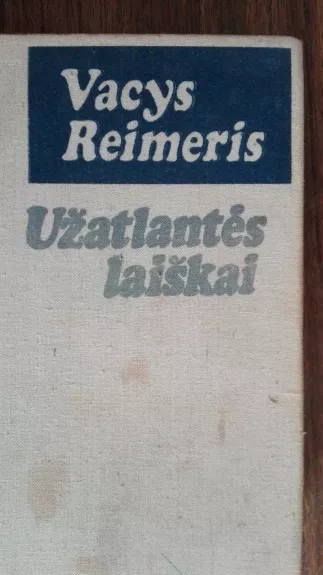 Vacys
Reimeris
Užatlantės
laiškai